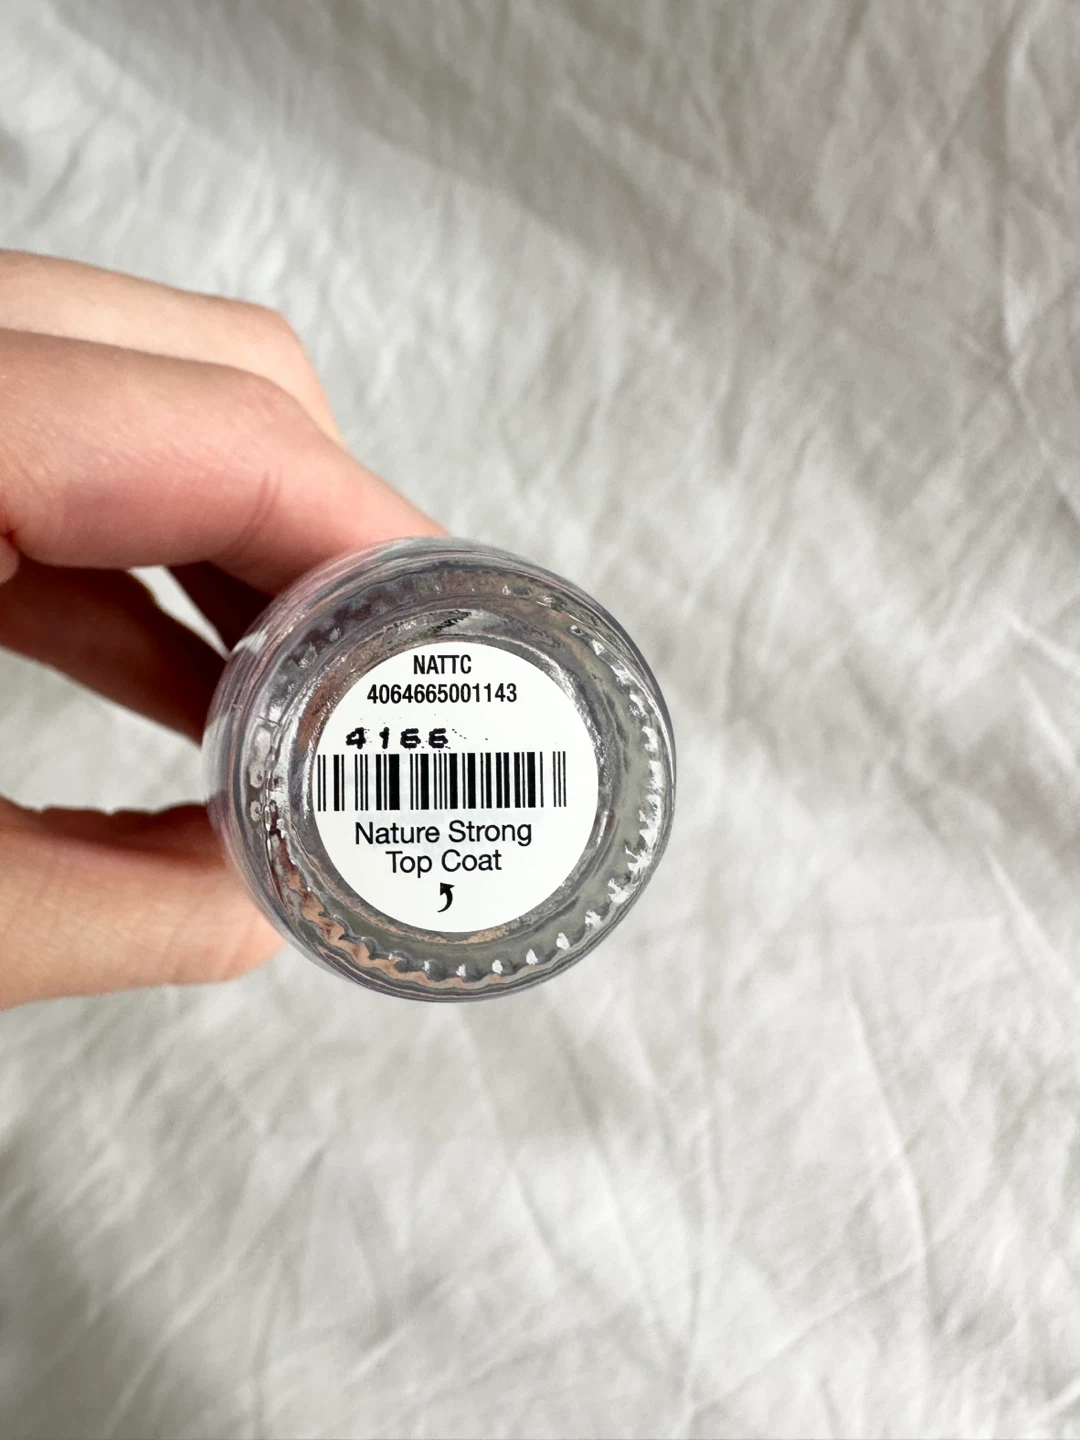 NATTC
4064665001143
4166
Nature Strong
Top Coat